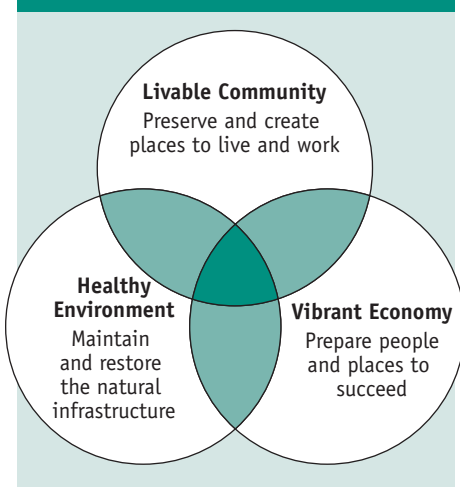 Livable Community
Preserve and create
places to live and work
Healthy
Environment
Maintain
and restore
the natural
infrastructure
Vibrant Economy
Prepare people
and places to
succeed